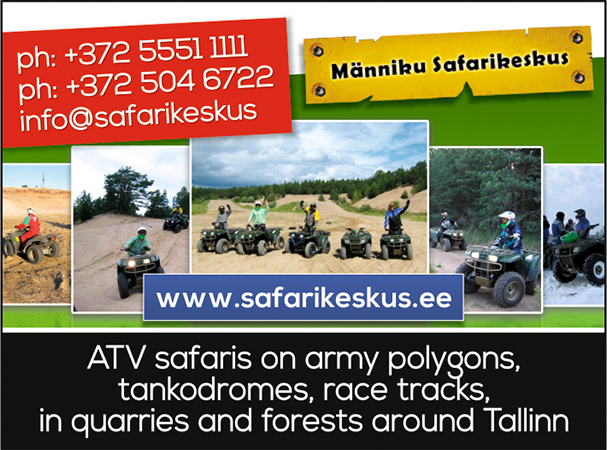 ph: +372 5551 1111
ph: +372 504 6722
info@safarikeskus
Männiku Safarikeskus
www.safarikeskus.ee
ATV safaris on army polygons,
tankodromes, race tracks,
in quarries and forests around Tallinn